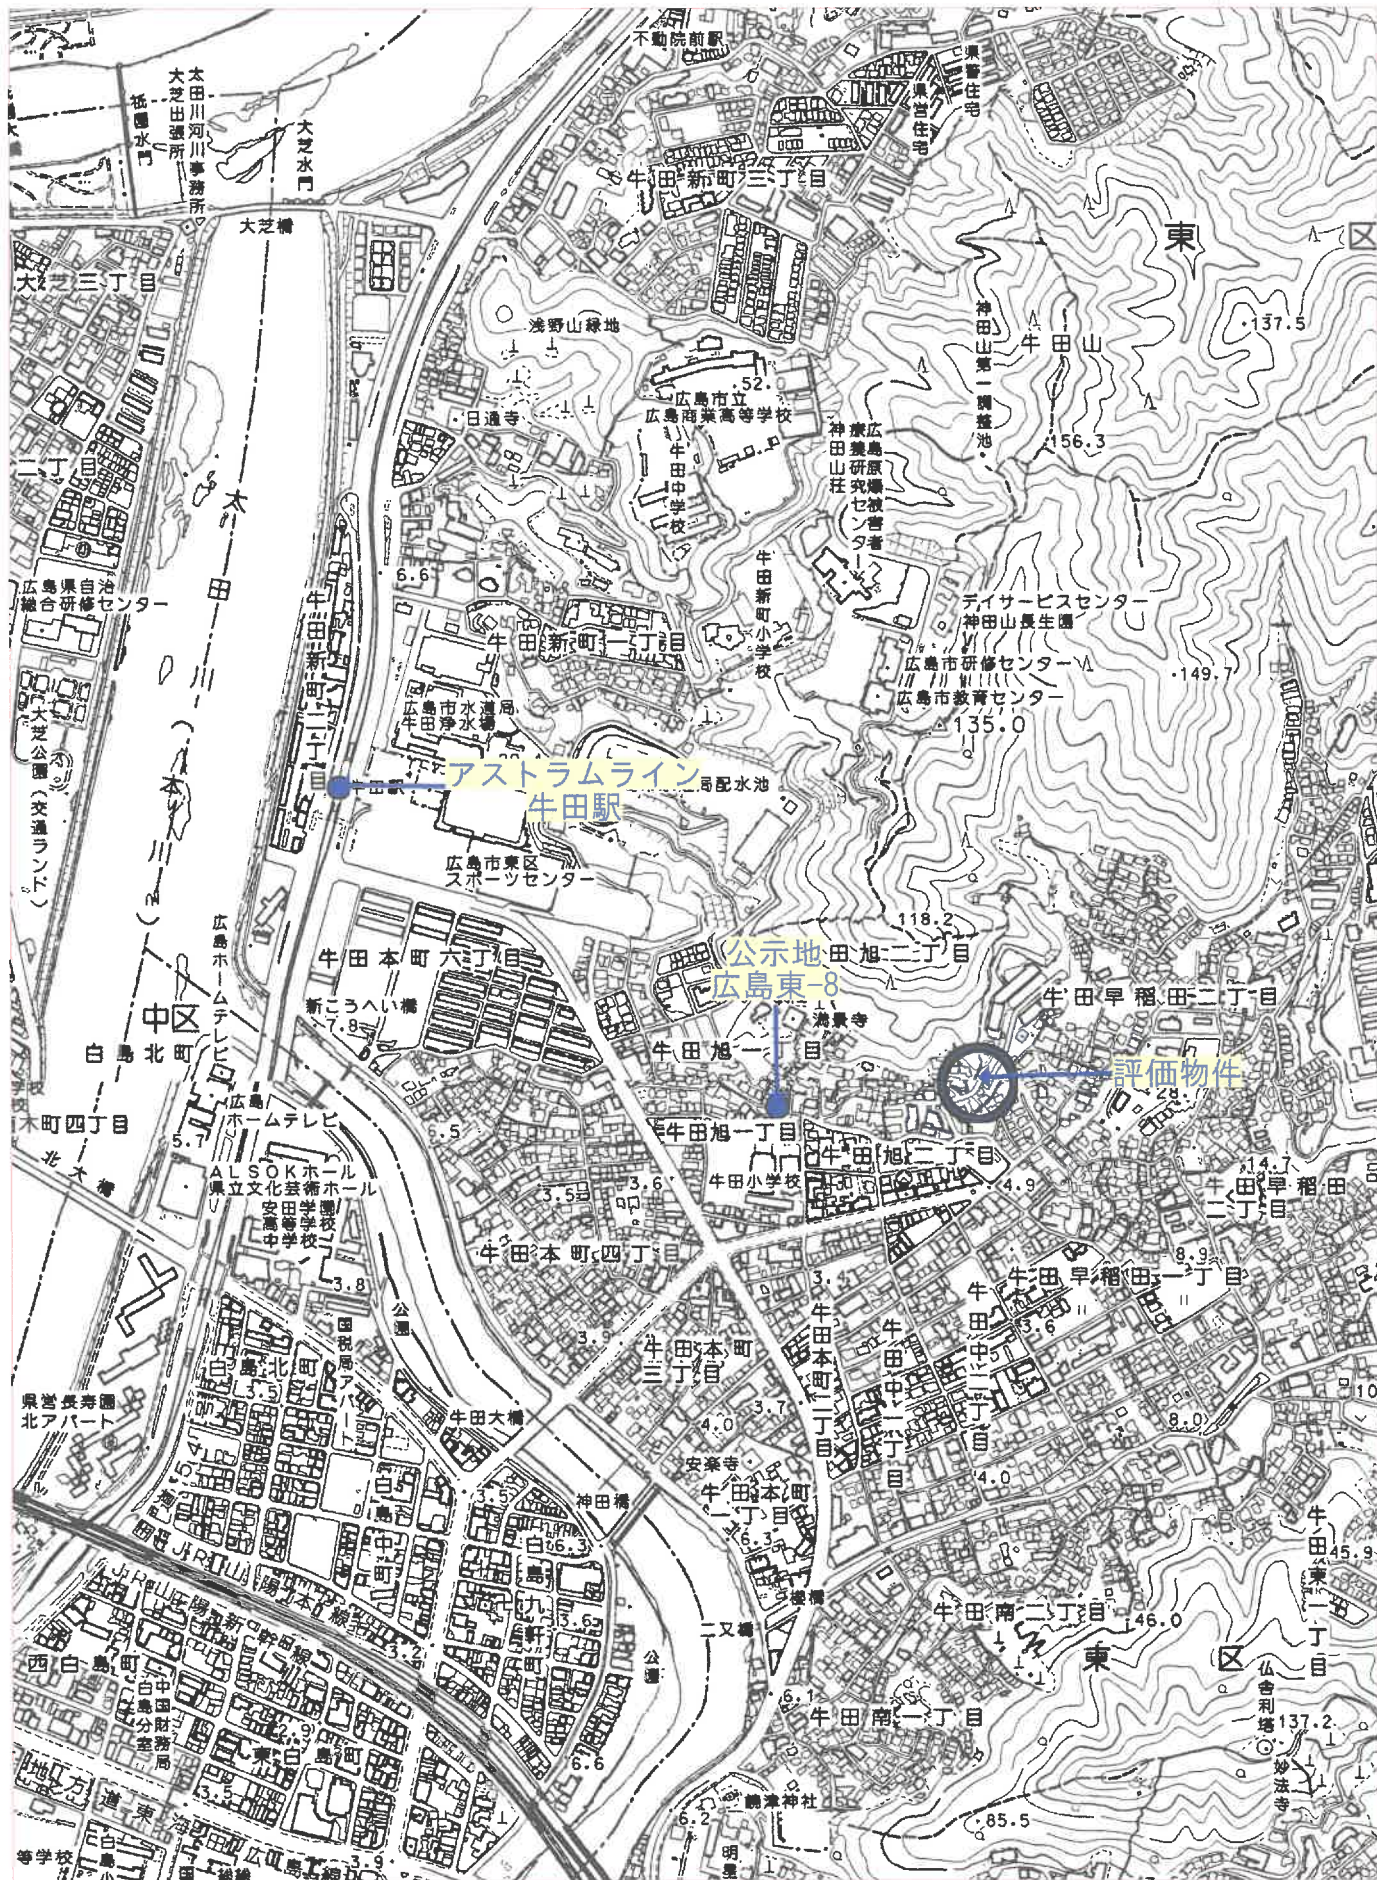 不動院前駅
県警住宅
県営住宅
太田川河川事務所
大芝出張所
祇園水門
大芝水門
大芝橋
牛田新町三丁目
東
区
大芝三丁目
浅野山緑地
137.5
牛田山
神田山第一調整池
52.
広島市立
広島商業高等学校
日通寺
牛田中学校
広島原爆被害者
療養研究センター
神田山荘
156.3
二丁目
太田川（本川）
6.6
広島県自治
総合研修センター
牛田新町一丁目
牛田新町小学校
デイサービスセンター
神田山長生園
広島市研修センター
149.7
広島市教育センター
135.0
牛田新町二丁目
広島市水道局
牛田浄水場
大芝公園（交通ランド）
アストラムライン
牛田駅
牛田駅
局配水池
広島市東区
スポーツセンター
118.2
公示地
広島東-8
田旭二丁目
牛田本町六丁目
広島ホームテレビ
新こうへい橋
7.8
満景寺
牛田早稲田二丁目
中区
白島北町
牛田旭一丁目
評価物件
28.
広島
ホームテレビ
町四丁目
5.7
6.5
牛田旭一丁目
牛田旭二丁目
北大橋
ALSOKホール
県立文化芸術ホール
安田学園
高等学校
中学校
3.5
3.6
牛田小学校
4.9
14.7
牛田早稲田
二丁目
牛田本町四丁目
8.9
牛田早稲田一丁目
3.8
公園
国税局アパート
3.9
牛田本町
三丁目
牛田本町二丁目
牛田中一丁目
牛田中二丁目
3.6
白島北町
3.5
県営長寿園
北アパート
牛田大橋
4.0
3.7
8.0
安楽寺
4.0
神田橋
牛田本町
一丁目
6.3
白島中町
白島九軒町
6.3
牛田東一丁目
45.9
JR山陽本線
JR山陽新幹線
3.2
3.6
二又橋
牛田南二丁目
46.0
東
区
西白島町
中国財務局
白島分室
公園
仏舎利塔
6.1
牛田南一丁目
137.2
妙法寺
2.9
東白島町
3.5
6.6
饒津神社
6.2
85.5
地方道東海田広島線
3.9
等学校
白島小
明星